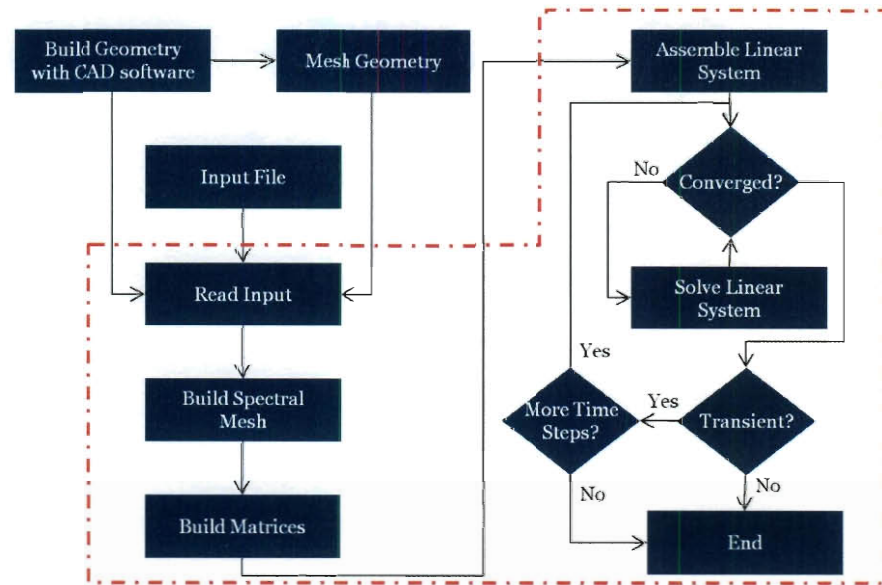 Build Geometry
with CAD software
Mesh Geometry
Input File
Read Input
Build Spectral
Mesh
Build Matrices
Assemble Linear
System
Converged?
No
Solve Linear
System
Yes
More Time
Steps?
Yes
Transient?
No
No
End